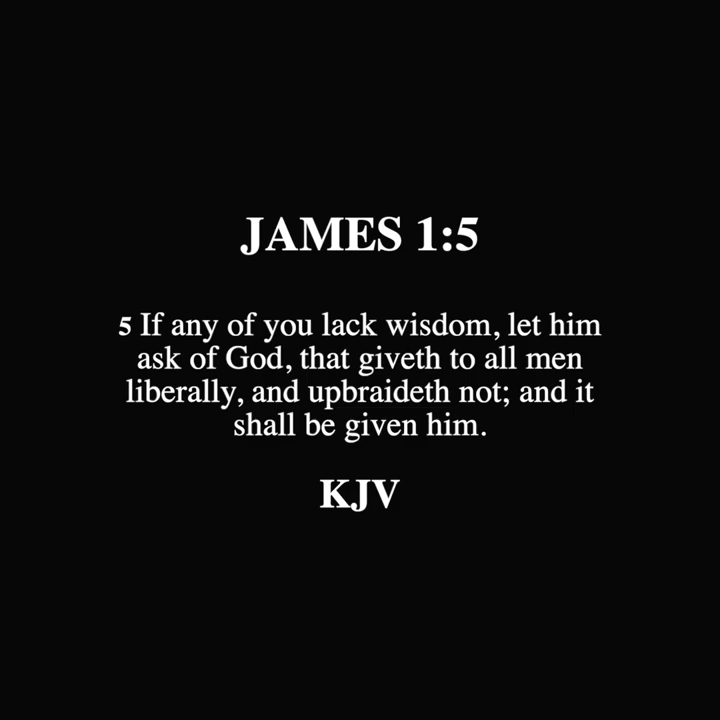 JAMES 1:5
5 If any of you lack wisdom, let him
ask of God, that giveth to all men
liberally, and upbraideth not; and it
shall be given him.
KJV